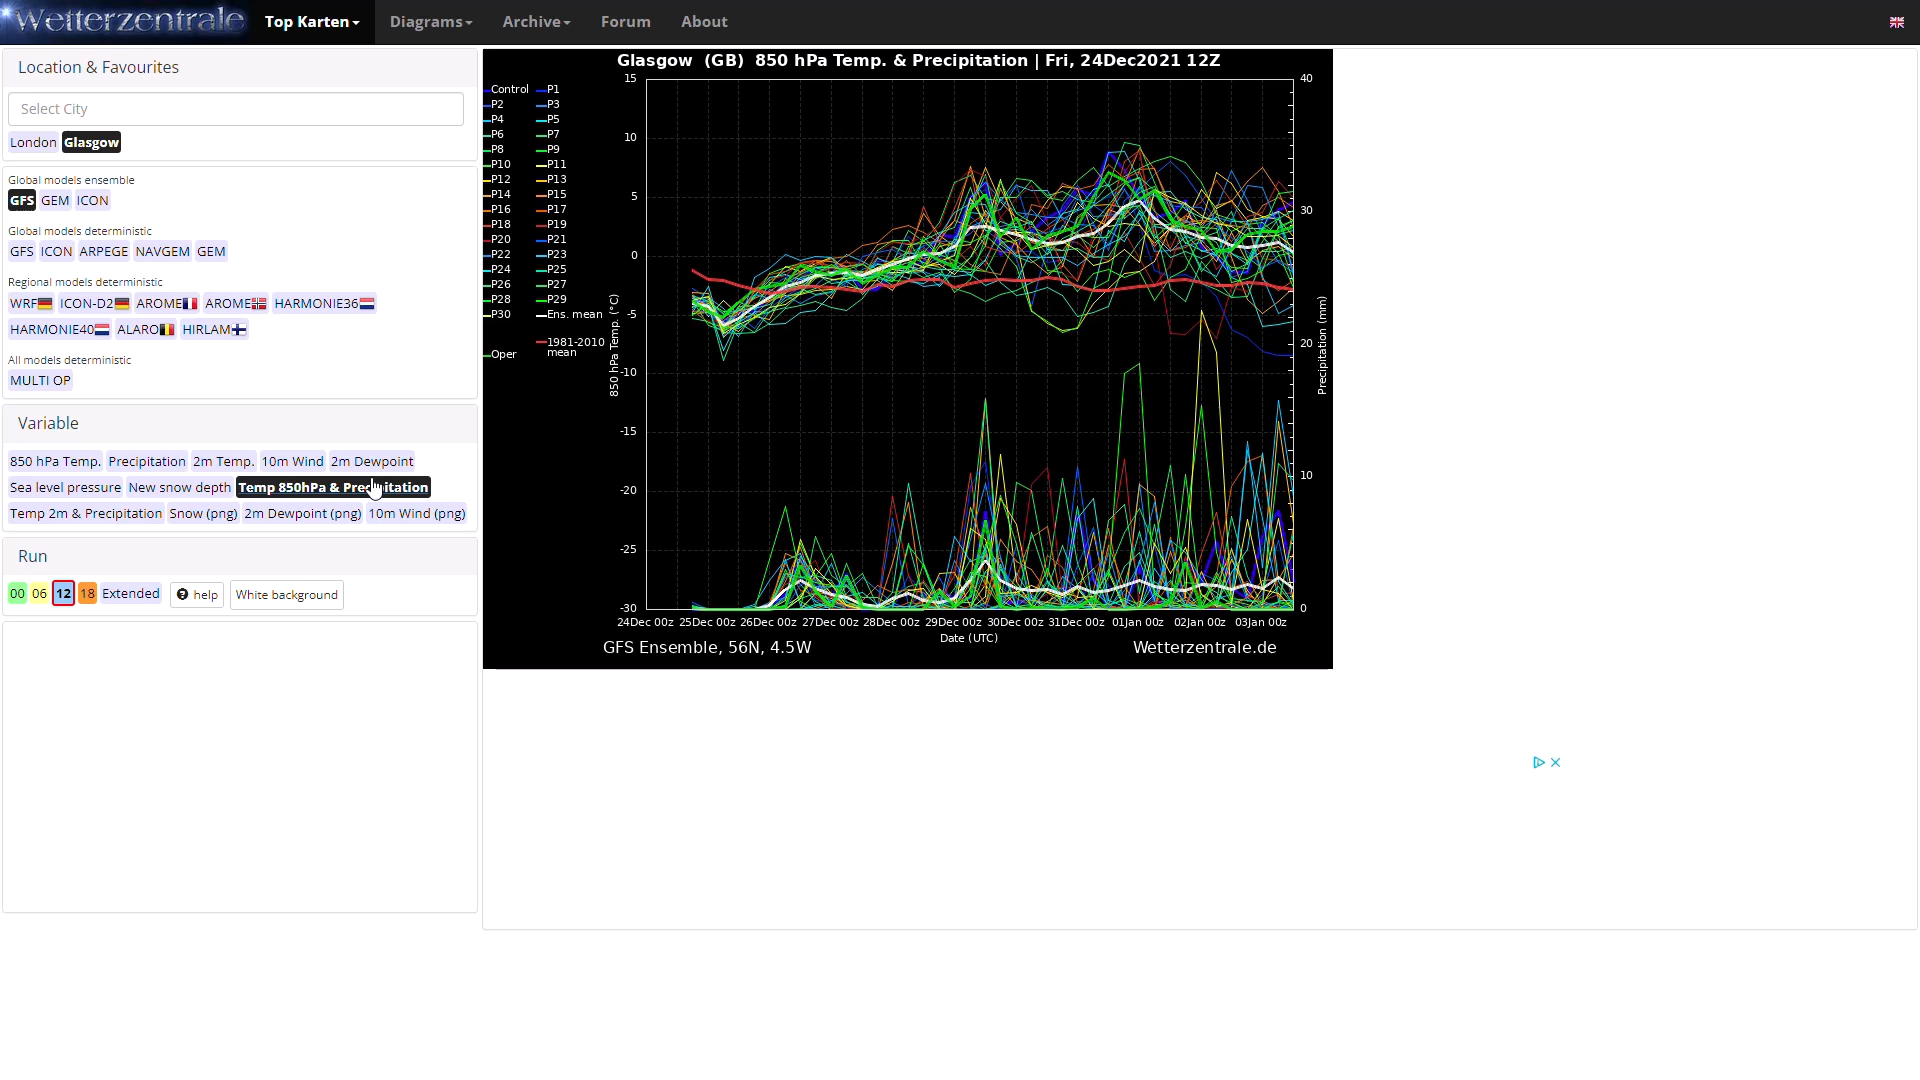 Wetterzentrale
Top Karten
Diagrams
Archive
Forum
About
Location & Favourites
Select City
London Glasgow
Global models ensemble
GFS GEM ICON
Global models deterministic
GFS ICON ARPEGE NAVGEM GEM
Regional models deterministic
WRF ICON-D2 AROME AROME HARMONIE36
HARMONIE40 ALARO HIRLAM
All models deterministic
MULTI OP
Variable
850 hPa Temp. Precipitation 2m Temp. 10m Wind 2m Dewpoint
Sea level pressure New snow depth Temp 850hPa & Precipitation
Temp 2m & Precipitation Snow (png) 2m Dewpoint (png) 10m Wind (png)
Run
00 06 12 18 Extended help White background
Glasgow (GB) 850 hPa Temp. & Precipitation | Fri, 24Dec2021 12Z
Control P1
P2 P3
P4 P5
P6 P7
P8 P9
P10 P11
P12 P13
P14 P15
P16 P17
P18 P19
P20 P21
P22 P23
P24 P25
P26 P27
P28 P29
P30 Ens. mean
1981-2010
mean
Oper
850 hPa Temp. (°C)
15
10
5
0
-5
-10
-15
-20
-25
-30
40
30
20
10
0
Precipitation (mm)
24Dec 00z 25Dec 00z 26Dec 00z 27Dec 00z 28Dec 00z 29Dec 00z 30Dec 00z 31Dec 00z 01Jan 00z 02Jan 00z 03Jan 00z
Date (UTC)
GFS Ensemble, 56N, 4.5W
Wetterzentrale.de